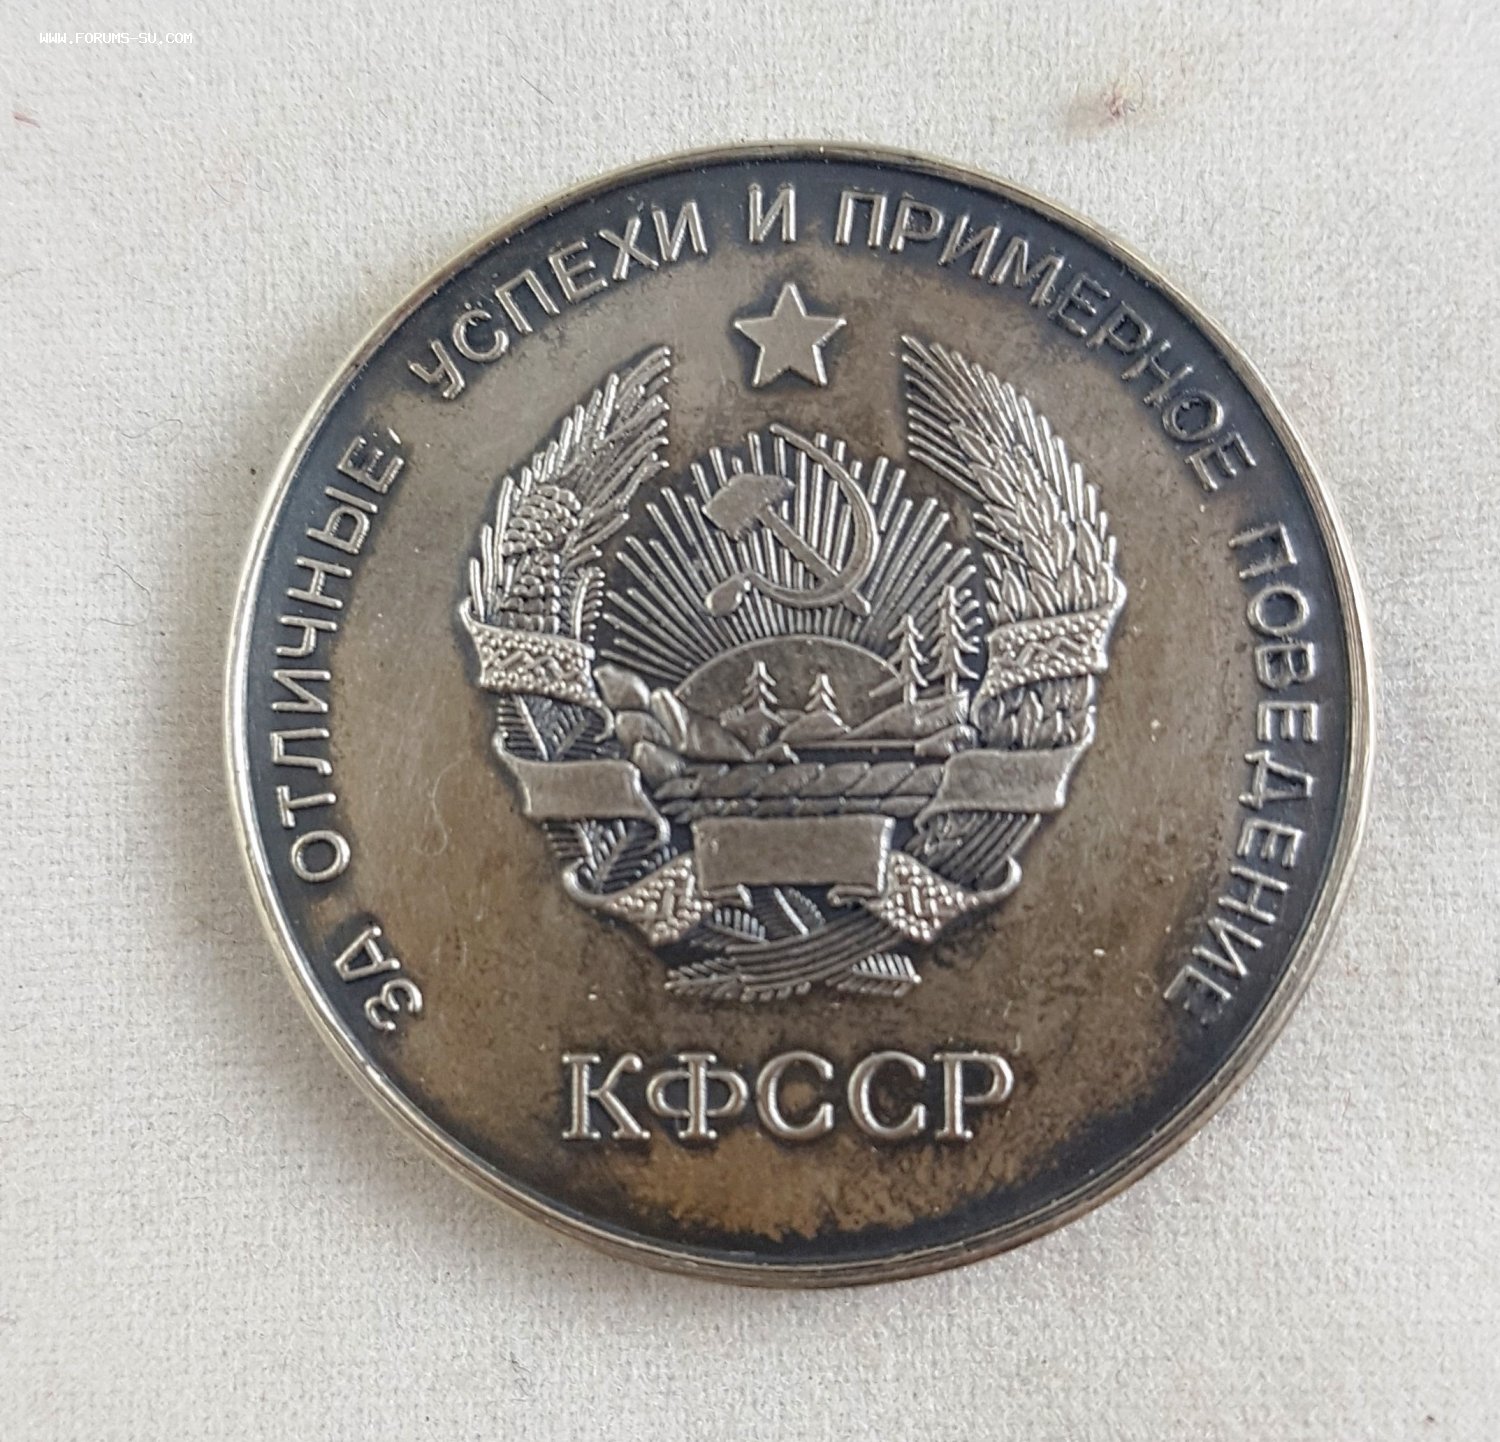 WWW.FORUMS-SU.COM
ЗА ОТЛИЧНЫЕ УСПЕХИ И ПРИМЕРНОЕ ПОВЕДЕНИЕ
КФССР